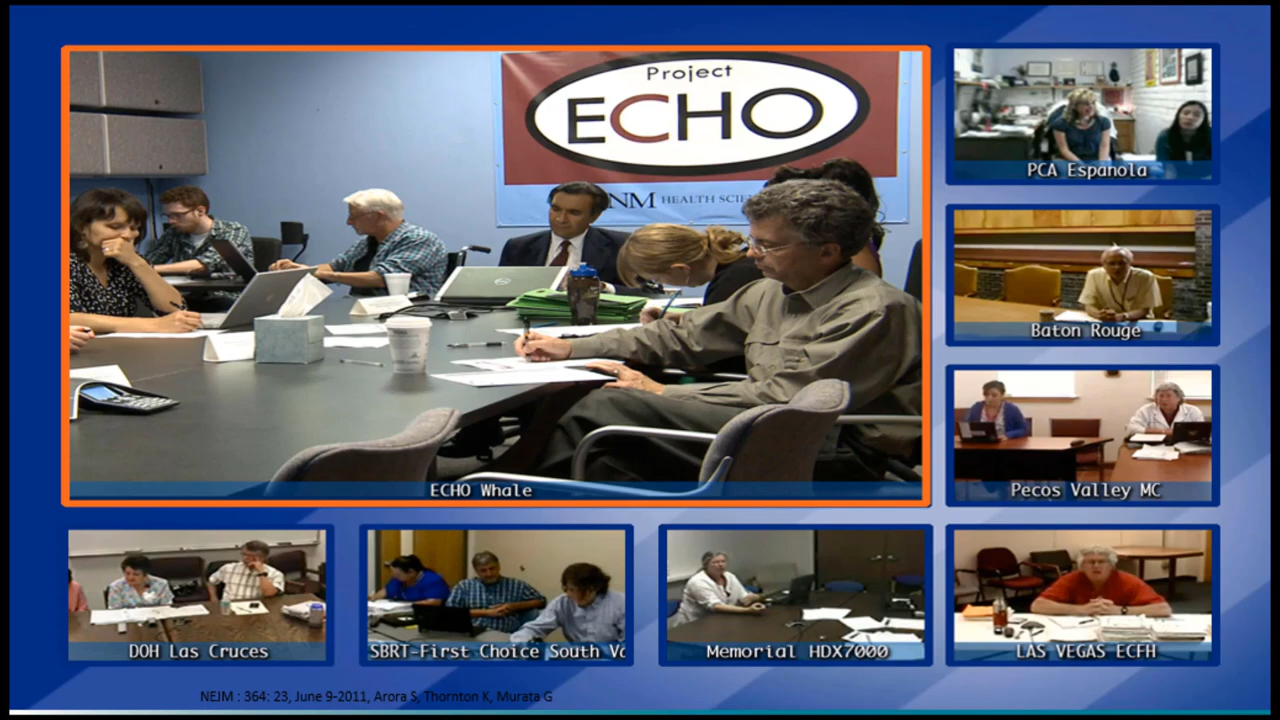 Project
ECHO
NM HEALTH SCIE
ECHO Whale
PCA Espanola
Baton Rouge
Pecos Valley MC
DOH Las Cruces
SBRT-First Choice South Va
Memorial HDX7000
LAS VEGAS ECFH
NEJM : 364: 23, June 9-2011, Arora S, Thornton K, Murata G